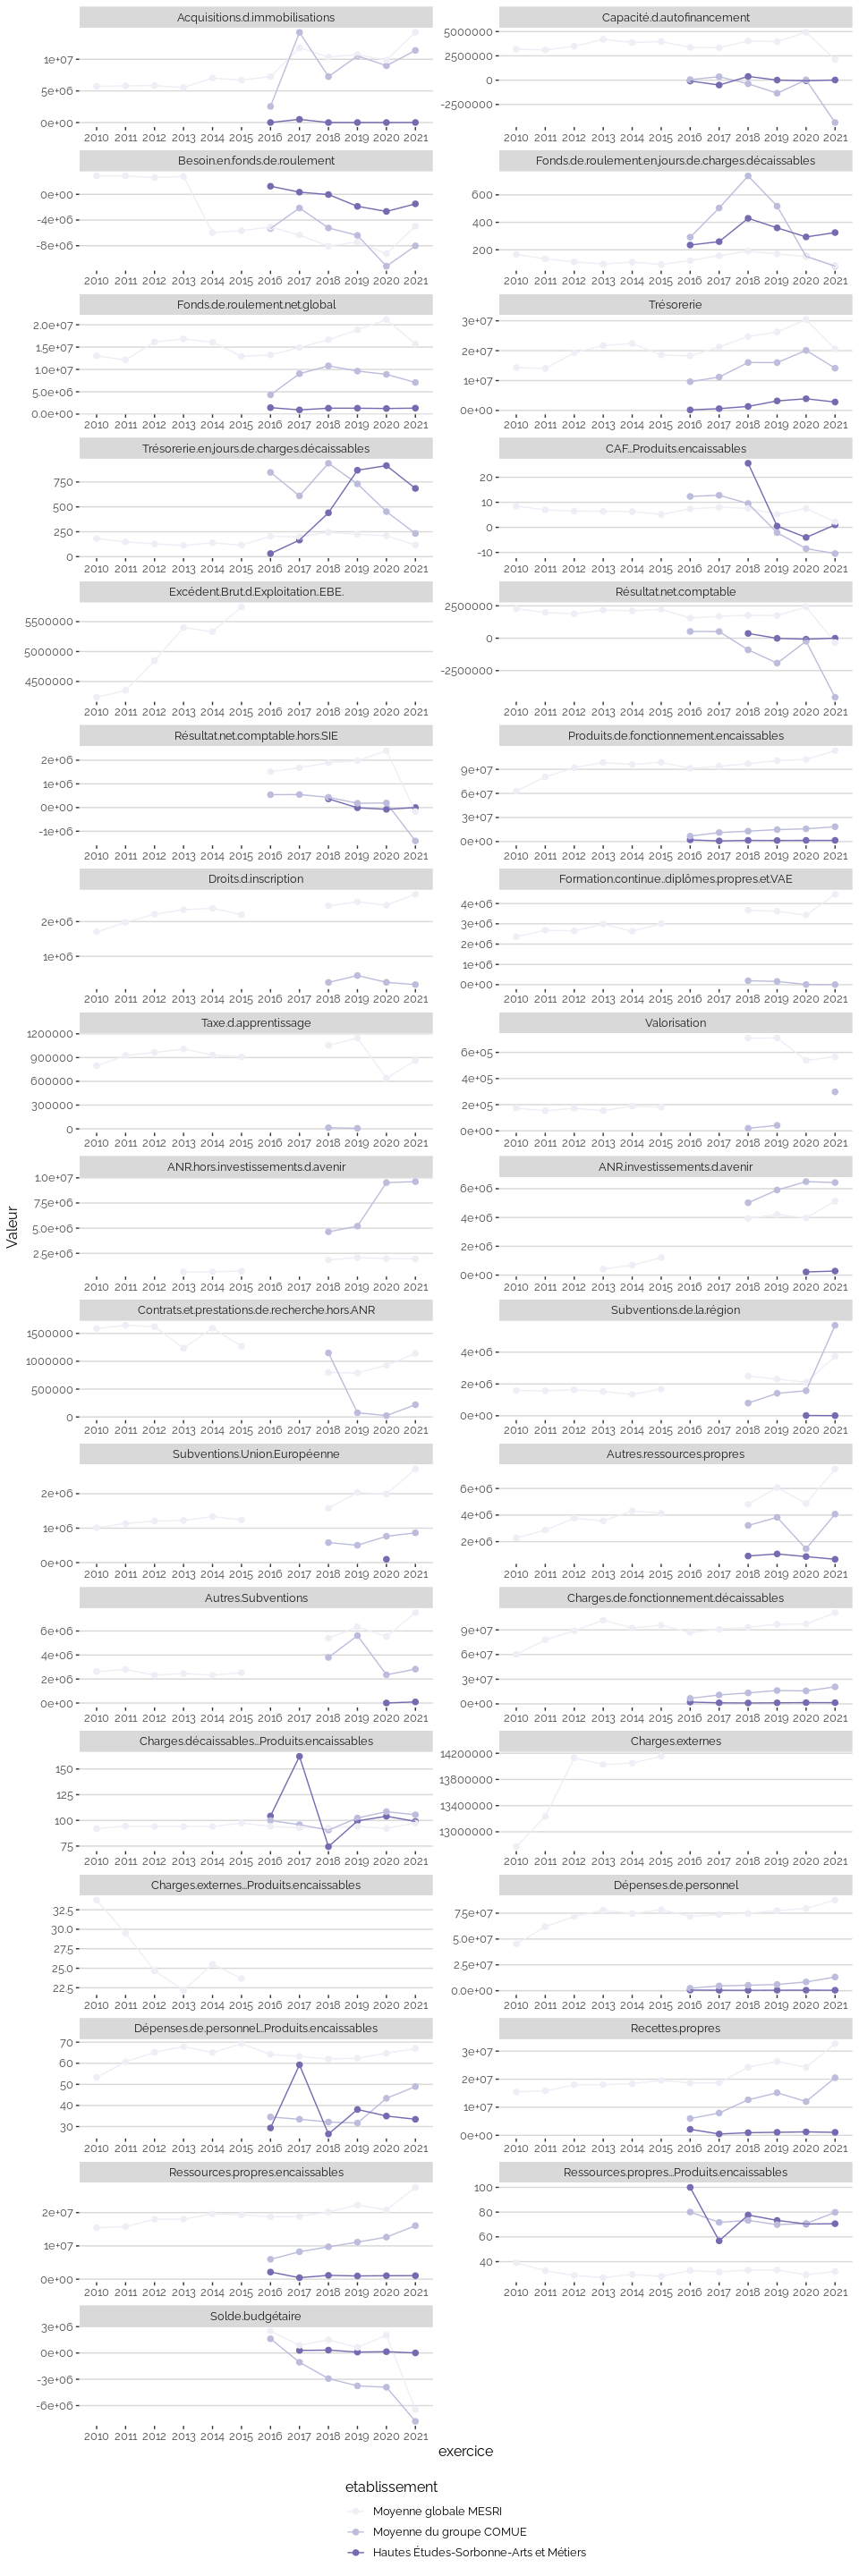 Acquisitions.d.immobilisations
1e+07
5e+06
0e+00
2010 2011 2012 2013 2014 2015 2016 2017 2018 2019 2020 2021
Capacité.d.autofinancement
5000000
2500000
0
-2500000
2010 2011 2012 2013 2014 2015 2016 2017 2018 2019 2020 2021
Besoin.en.fonds.de.roulement
0e+00
-4e+06
-8e+06
2010 2011 2012 2013 2014 2015 2016 2017 2018 2019 2020 2021
Fonds.de.roulement.en.jours.de.charges.décaissables
600
400
200
2010 2011 2012 2013 2014 2015 2016 2017 2018 2019 2020 2021
Fonds.de.roulement.net.global
2.0e+07
1.5e+07
1.0e+07
5.0e+06
0.0e+00
2010 2011 2012 2013 2014 2015 2016 2017 2018 2019 2020 2021
Trésorerie
3e+07
2e+07
1e+07
0e+00
2010 2011 2012 2013 2014 2015 2016 2017 2018 2019 2020 2021
Trésorerie.en.jours.de.charges.décaissables
750
500
250
0
2010 2011 2012 2013 2014 2015 2016 2017 2018 2019 2020 2021
CAF...Produits.encaissables
20
10
0
-10
2010 2011 2012 2013 2014 2015 2016 2017 2018 2019 2020 2021
Excédent.Brut.d.Exploitation..EBE.
5500000
5000000
4500000
2010 2011 2012 2013 2014 2015 2016 2017 2018 2019 2020 2021
Résultat.net.comptable
2500000
0
-2500000
2010 2011 2012 2013 2014 2015 2016 2017 2018 2019 2020 2021
Résultat.net.comptable.hors.SIE
2e+06
1e+06
0e+00
-1e+06
2010 2011 2012 2013 2014 2015 2016 2017 2018 2019 2020 2021
Produits.de.fonctionnement.encaissables
9e+07
6e+07
3e+07
0e+00
2010 2011 2012 2013 2014 2015 2016 2017 2018 2019 2020 2021
Droits.d.inscription
2e+06
1e+06
2010 2011 2012 2013 2014 2015 2016 2017 2018 2019 2020 2021
Formation.continue..diplômes.propres.et.VAE
4e+06
3e+06
2e+06
1e+06
0e+00
2010 2011 2012 2013 2014 2015 2016 2017 2018 2019 2020 2021
Taxe.d.apprentissage
1200000
900000
600000
300000
0
2010 2011 2012 2013 2014 2015 2016 2017 2018 2019 2020 2021
Valorisation
6e+05
4e+05
2e+05
0e+00
2010 2011 2012 2013 2014 2015 2016 2017 2018 2019 2020 2021
ANR.hors.investissements.d.avenir
1.0e+07
7.5e+06
5.0e+06
2.5e+06
2010 2011 2012 2013 2014 2015 2016 2017 2018 2019 2020 2021
ANR.investissements.d.avenir
6e+06
4e+06
2e+06
0e+00
2010 2011 2012 2013 2014 2015 2016 2017 2018 2019 2020 2021
Contrats.et.prestations.de.recherche.hors.ANR
1500000
1000000
500000
0
2010 2011 2012 2013 2014 2015 2016 2017 2018 2019 2020 2021
Subventions.de.la.région
4e+06
2e+06
0e+00
2010 2011 2012 2013 2014 2015 2016 2017 2018 2019 2020 2021
Subventions.Union.Européenne
2e+06
1e+06
0e+00
2010 2011 2012 2013 2014 2015 2016 2017 2018 2019 2020 2021
Autres.ressources.propres
6e+06
4e+06
2e+06
2010 2011 2012 2013 2014 2015 2016 2017 2018 2019 2020 2021
Autres.Subventions
6e+06
4e+06
2e+06
0e+00
2010 2011 2012 2013 2014 2015 2016 2017 2018 2019 2020 2021
Charges.de.fonctionnement.décaissables
9e+07
6e+07
3e+07
0e+00
2010 2011 2012 2013 2014 2015 2016 2017 2018 2019 2020 2021
Charges.décaissables...Produits.encaissables
150
125
100
75
2010 2011 2012 2013 2014 2015 2016 2017 2018 2019 2020 2021
Charges.externes
14200000
13800000
13400000
13000000
2010 2011 2012 2013 2014 2015 2016 2017 2018 2019 2020 2021
Charges.externes...Produits.encaissables
32.5
30.0
27.5
25.0
22.5
2010 2011 2012 2013 2014 2015 2016 2017 2018 2019 2020 2021
Dépenses.de.personnel
7.5e+07
5.0e+07
2.5e+07
0.0e+00
2010 2011 2012 2013 2014 2015 2016 2017 2018 2019 2020 2021
Dépenses.de.personnel...Produits.encaissables
70
60
50
40
30
2010 2011 2012 2013 2014 2015 2016 2017 2018 2019 2020 2021
Recettes.propres
3e+07
2e+07
1e+07
0e+00
2010 2011 2012 2013 2014 2015 2016 2017 2018 2019 2020 2021
Ressources.propres.encaissables
2e+07
1e+07
0e+00
2010 2011 2012 2013 2014 2015 2016 2017 2018 2019 2020 2021
Ressources.propres...Produits.encaissables
100
80
60
40
2010 2011 2012 2013 2014 2015 2016 2017 2018 2019 2020 2021
Solde.budgétaire
3e+06
0e+00
-3e+06
-6e+06
2010 2011 2012 2013 2014 2015 2016 2017 2018 2019 2020 2021
Valeur
exercice
etablissement
Moyenne globale MESRI
Moyenne du groupe COMUE
Hautes Études-Sorbonne-Arts et Métiers